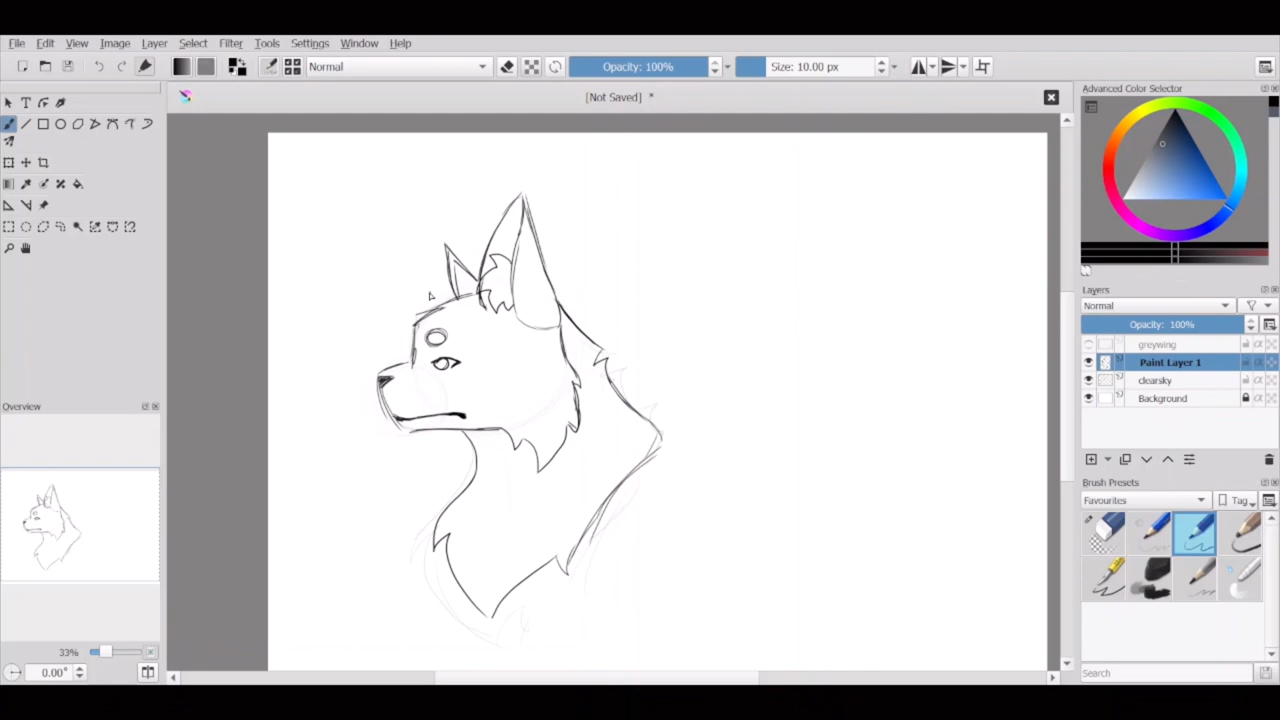 File Edit View Image Layer Select Filter Tools Settings Window Help
Normal
Opacity: 100%
Size: 10.00 px
[Not Saved] *
Advanced Color Selector
Layers
Normal
Opacity: 100%
greywing
Paint Layer 1
clearsky
Background
Overview
Brush Presets
Favourites
Tag
33%
0.00°
Search